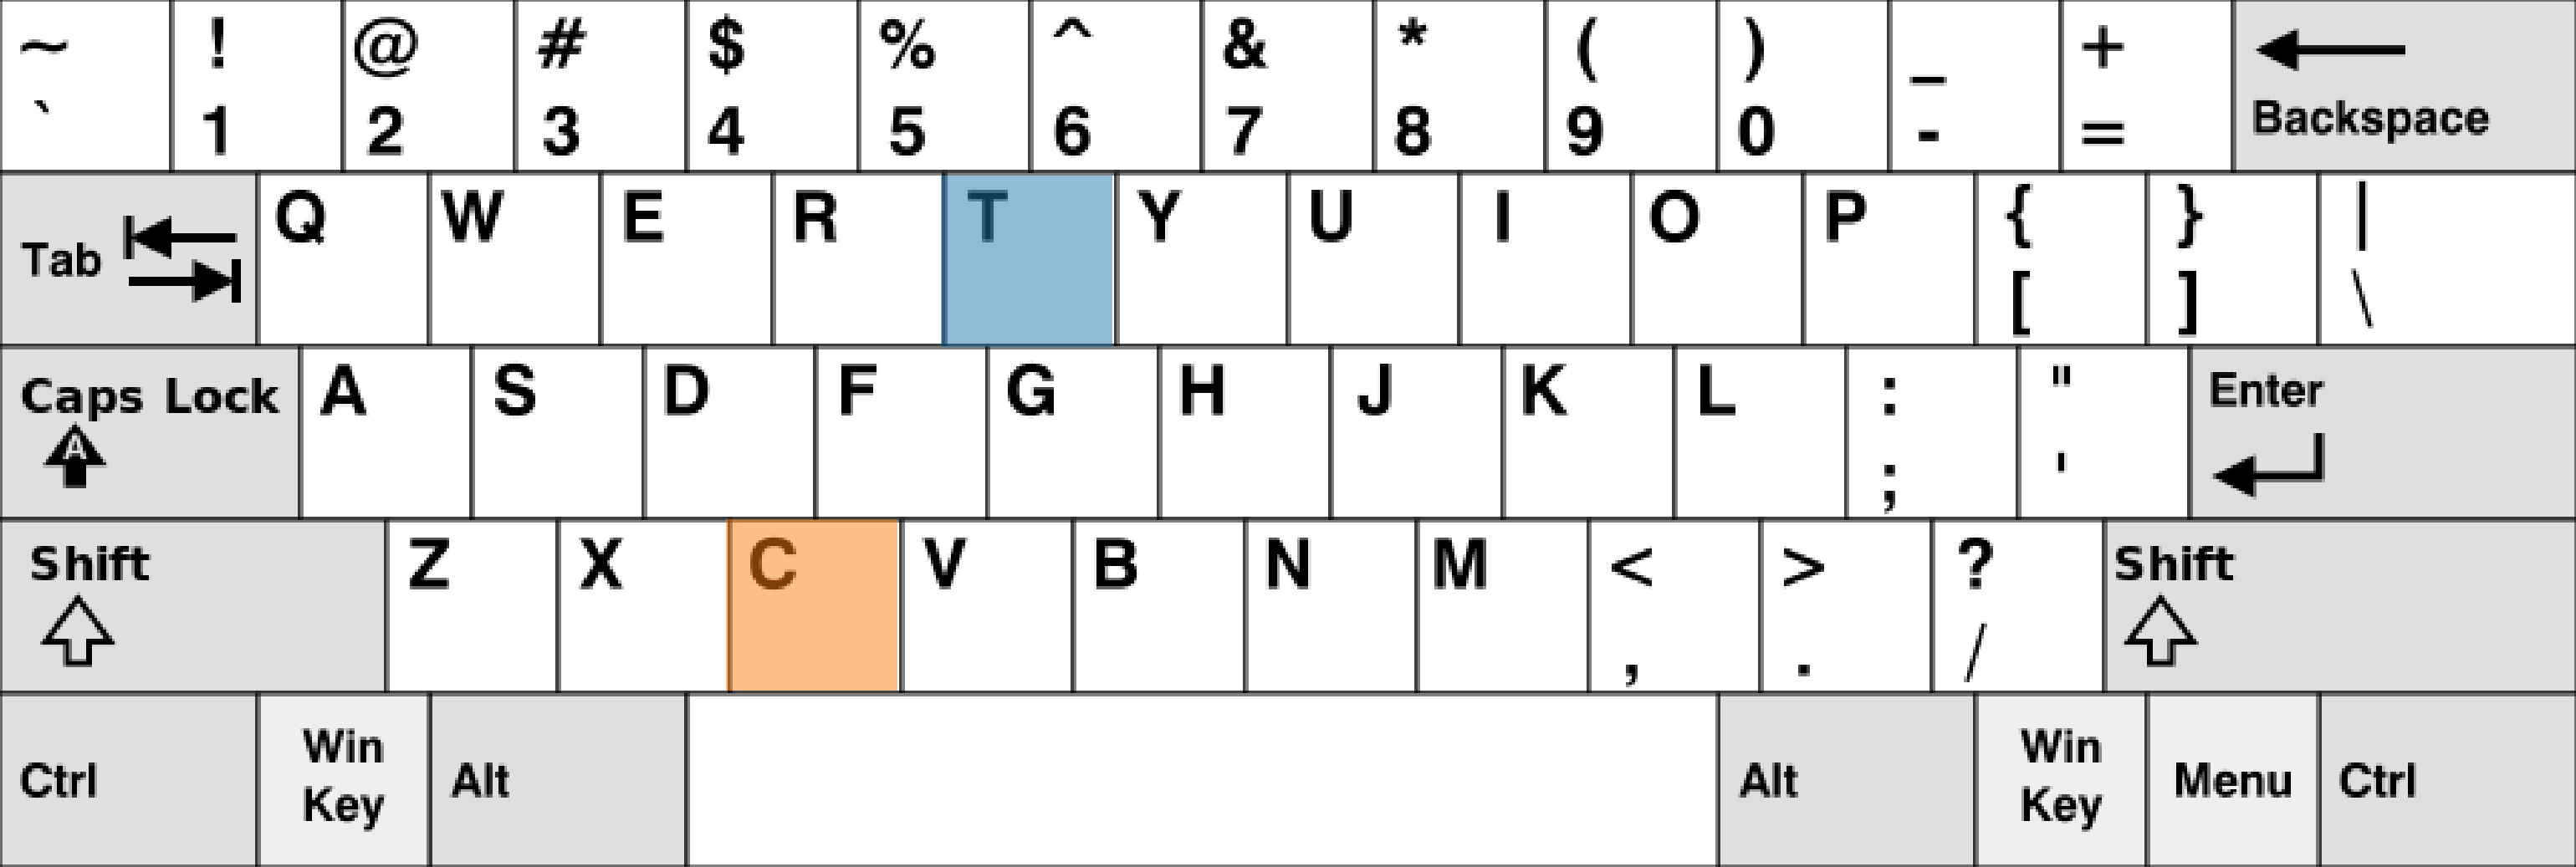 ~ ! @ # $ % ^ & * ( ) _ +
` 1 2 3 4 5 6 7 8 9 0 - = Backspace
Q W E R T Y U I O P { } |
Tab [ ] \
Caps Lock A S D F G H J K L : " Enter
A ; '
Shift Z X C V B N M < > ? Shift
, . /
Win Win
Ctrl Alt Alt Menu Ctrl
Key Key